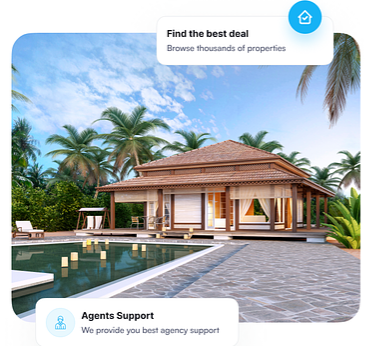 Find the best deal
Browse thousands of properties
Agents Support
We provide you best agency support